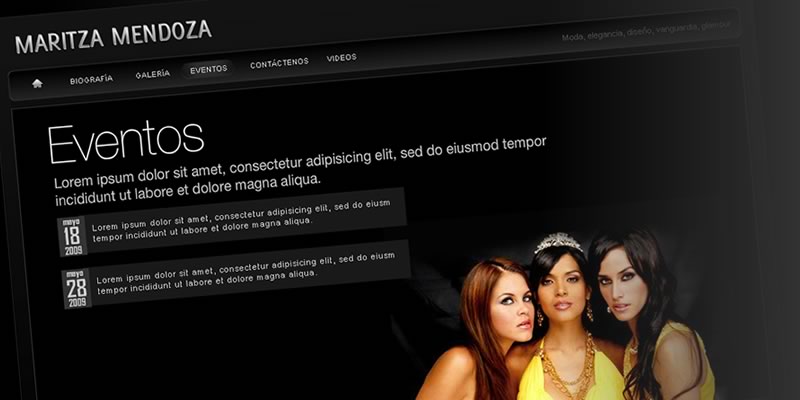 MARITZA MENDOZA
Moda, elegancia, diseño, vanguardia, glamour
BIOGRAFÍA GALERÍA EVENTOS CONTÁCTENOS VIDEOS
Eventos
Lorem ipsum dolor sit amet, consectetur adipisicing elit, sed do eiusmod tempor
incididunt ut labore et dolore magna aliqua.
mayo
18
2009
Lorem ipsum dolor sit amet, consectetur adipisicing elit, sed do eiusm
tempor incididunt ut labore et dolore magna aliqua.
mayo
28
2009
Lorem ipsum dolor sit amet, consectetur adipisicing elit, sed do eiusm
tempor incididunt ut labore et dolore magna aliqua.